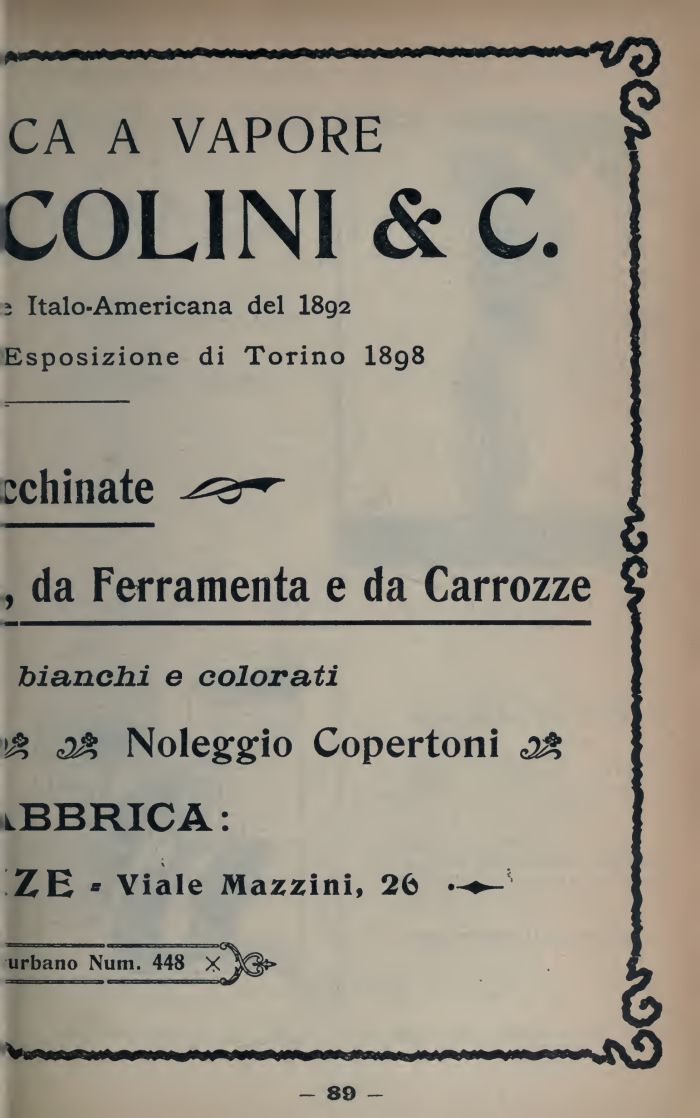 CA A VAPORE
COLINI & C.
e Italo-Americana del 1892
Esposizione di Torino 1898
cchinate
, da Ferramenta e da Carrozze
bianchi e colorati
Noleggio Copertoni
ABBRICA:
ZE - Viale Mazzini, 26
urbano Num. 448
— 89 —